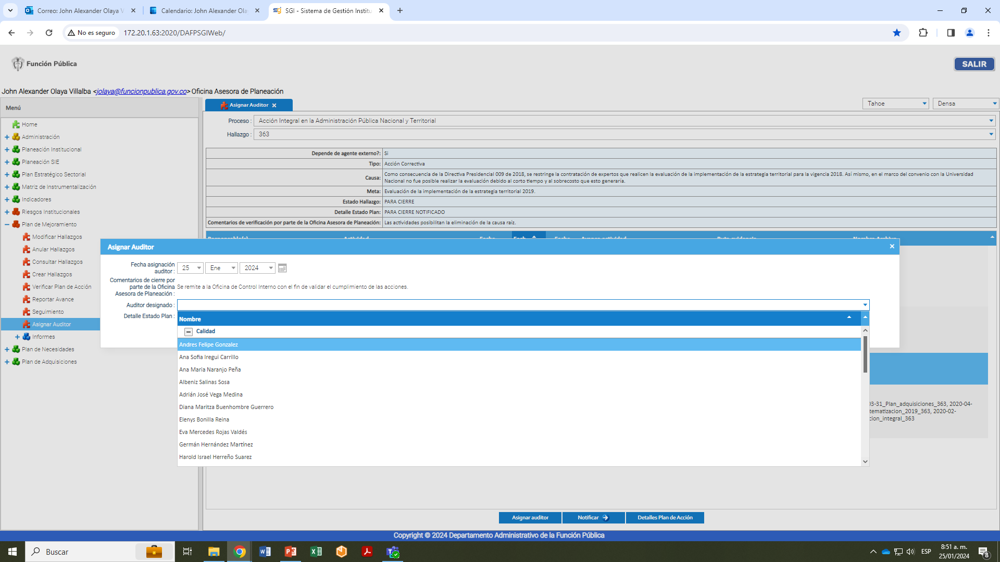 Correo: John Alexander Olaya V
Calendario: John Alexander Ola
SGI - Sistema de Gestión Institu
No es seguro
172.20.1.63:2020/DAFPSGIWeb/
Función Pública
SALIR
John Alexander Olaya Villalba <jolaya@funcionpublica.gov.co> Oficina Asesora de Planeación
Menú
Asignar Auditor
Tahoe
Densa
Home
Administración
Planeación Institucional
Planeación SIE
Plan Estratégico Sectorial
Matriz de Instrumentalización
Indicadores
Riesgos Institucionales
Plan de Mejoramiento
Modificar Hallazgos
Anular Hallazgos
Consultar Hallazgos
Crear Hallazgos
Verificar Plan de Acción
Reportar Avance
Seguimiento
Asignar Auditor
Informes
Plan de Necesidades
Plan de Adquisiciones
Proceso : Acción Integral en la Administración Pública Nacional y Territorial
Hallazgo : 363
Depende de agente externo?: Si
Tipo: Acción Correctiva
Causa: Como consecuencia de la Directiva Presidencial 009 de 2018, se restringe la contratación de expertos que realicen la evaluación de la implementación de la estrategia territorial para la vigencia 2018. Así mismo, en el marco del convenio con la Universidad
Nacional no fue posible realizar la evaluación debido al corto tiempo y al sobrecosto que esto generaría.
Meta: Evaluación de la implementación de la estrategia territorial 2019.
Estado Hallazgo: PARA CIERRE
Detalle Estado Plan: PARA CIERRE NOTIFICADO
Comentarios de verificación por parte de la Oficina Asesora de Planeación: Las actividades posibilitan la eliminación de la causa raíz.
Asignar Auditor
Fecha asignación
auditor : 25 Ene 2024
Comentarios de cierre por
parte de la Oficina Se remite a la Oficina de Control Interno con el fin de validar el cumplimiento de las acciones.
Asesora de Planeación :
Auditor designado :
Detalle Estado Plan :
Nombre
Calidad
Andres Felipe Gonzalez
Ana Sofia Iregui Carrillo
Ana Maria Naranjo Peña
Albeniz Salinas Sosa
Adrián José Vega Medina
Diana Maritza Buenhombre Guerrero
Elenys Bonilla Reina
Eva Mercedes Rojas Valdés
Germán Hernández Martínez
Harold Israel Herreño Suarez
03-31_Plan_adquisiciones_363, 2020-04-
tematizacion_2019_363, 2020-02-
cion_integral_363
Asignar auditor
Notificar
Detalles Plan de Acción
Copyright © 2024 Departamento Administrativo de la Función Pública
Buscar
ESP
8:51 a. m.
25/01/2024
8